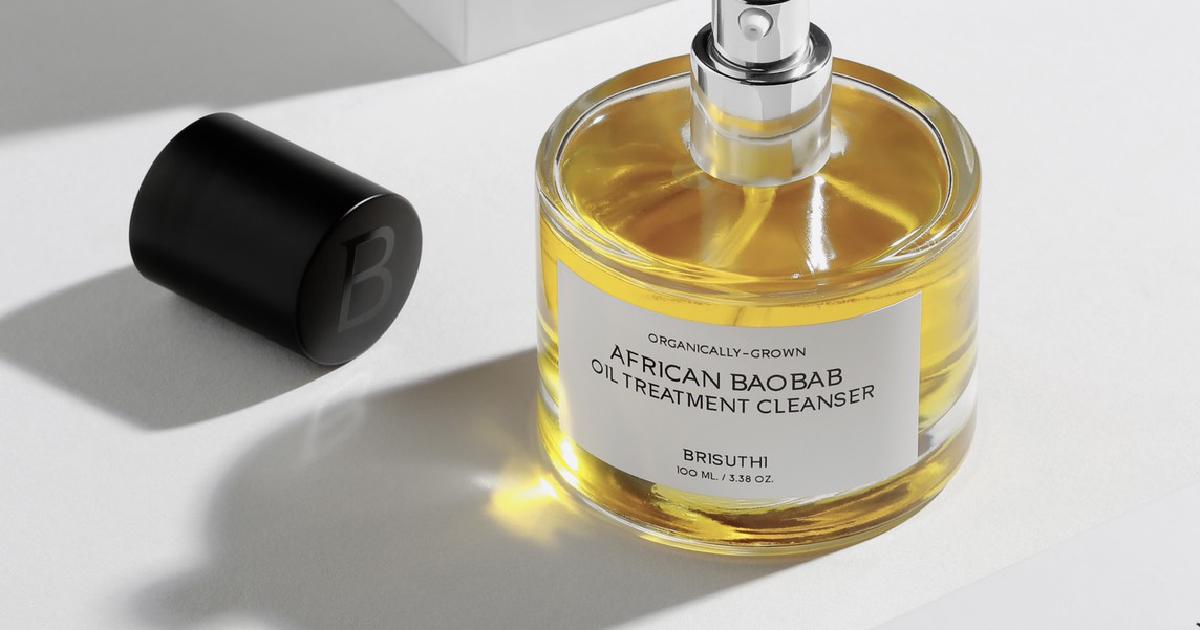 B
ORGANICALLY-GROWN
AFRICAN BAOBAB
OIL TREATMENT CLEANSER
BRISUTHI
100 ML. / 3.38 OZ.